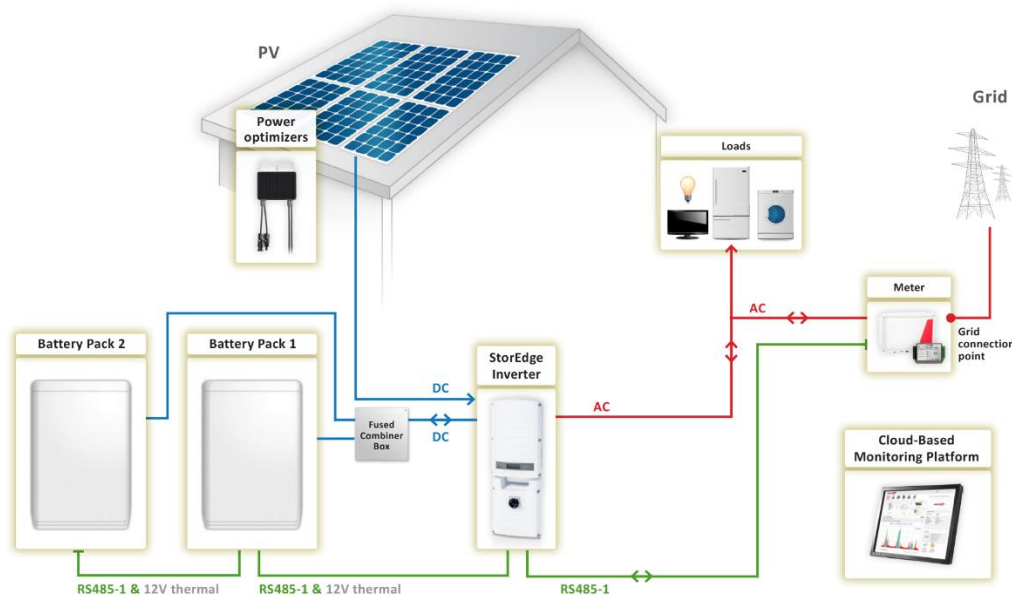 PV
Grid
Power
optimizers
Loads
Meter
AC
Grid
connection
point
Battery Pack 2
Battery Pack 1
StorEdge
Inverter
DC
DC
AC
Fused
Combiner
Box
Cloud-Based
Monitoring Platform
RS485-1 & 12V thermal
RS485-1 & 12V thermal
RS485-1